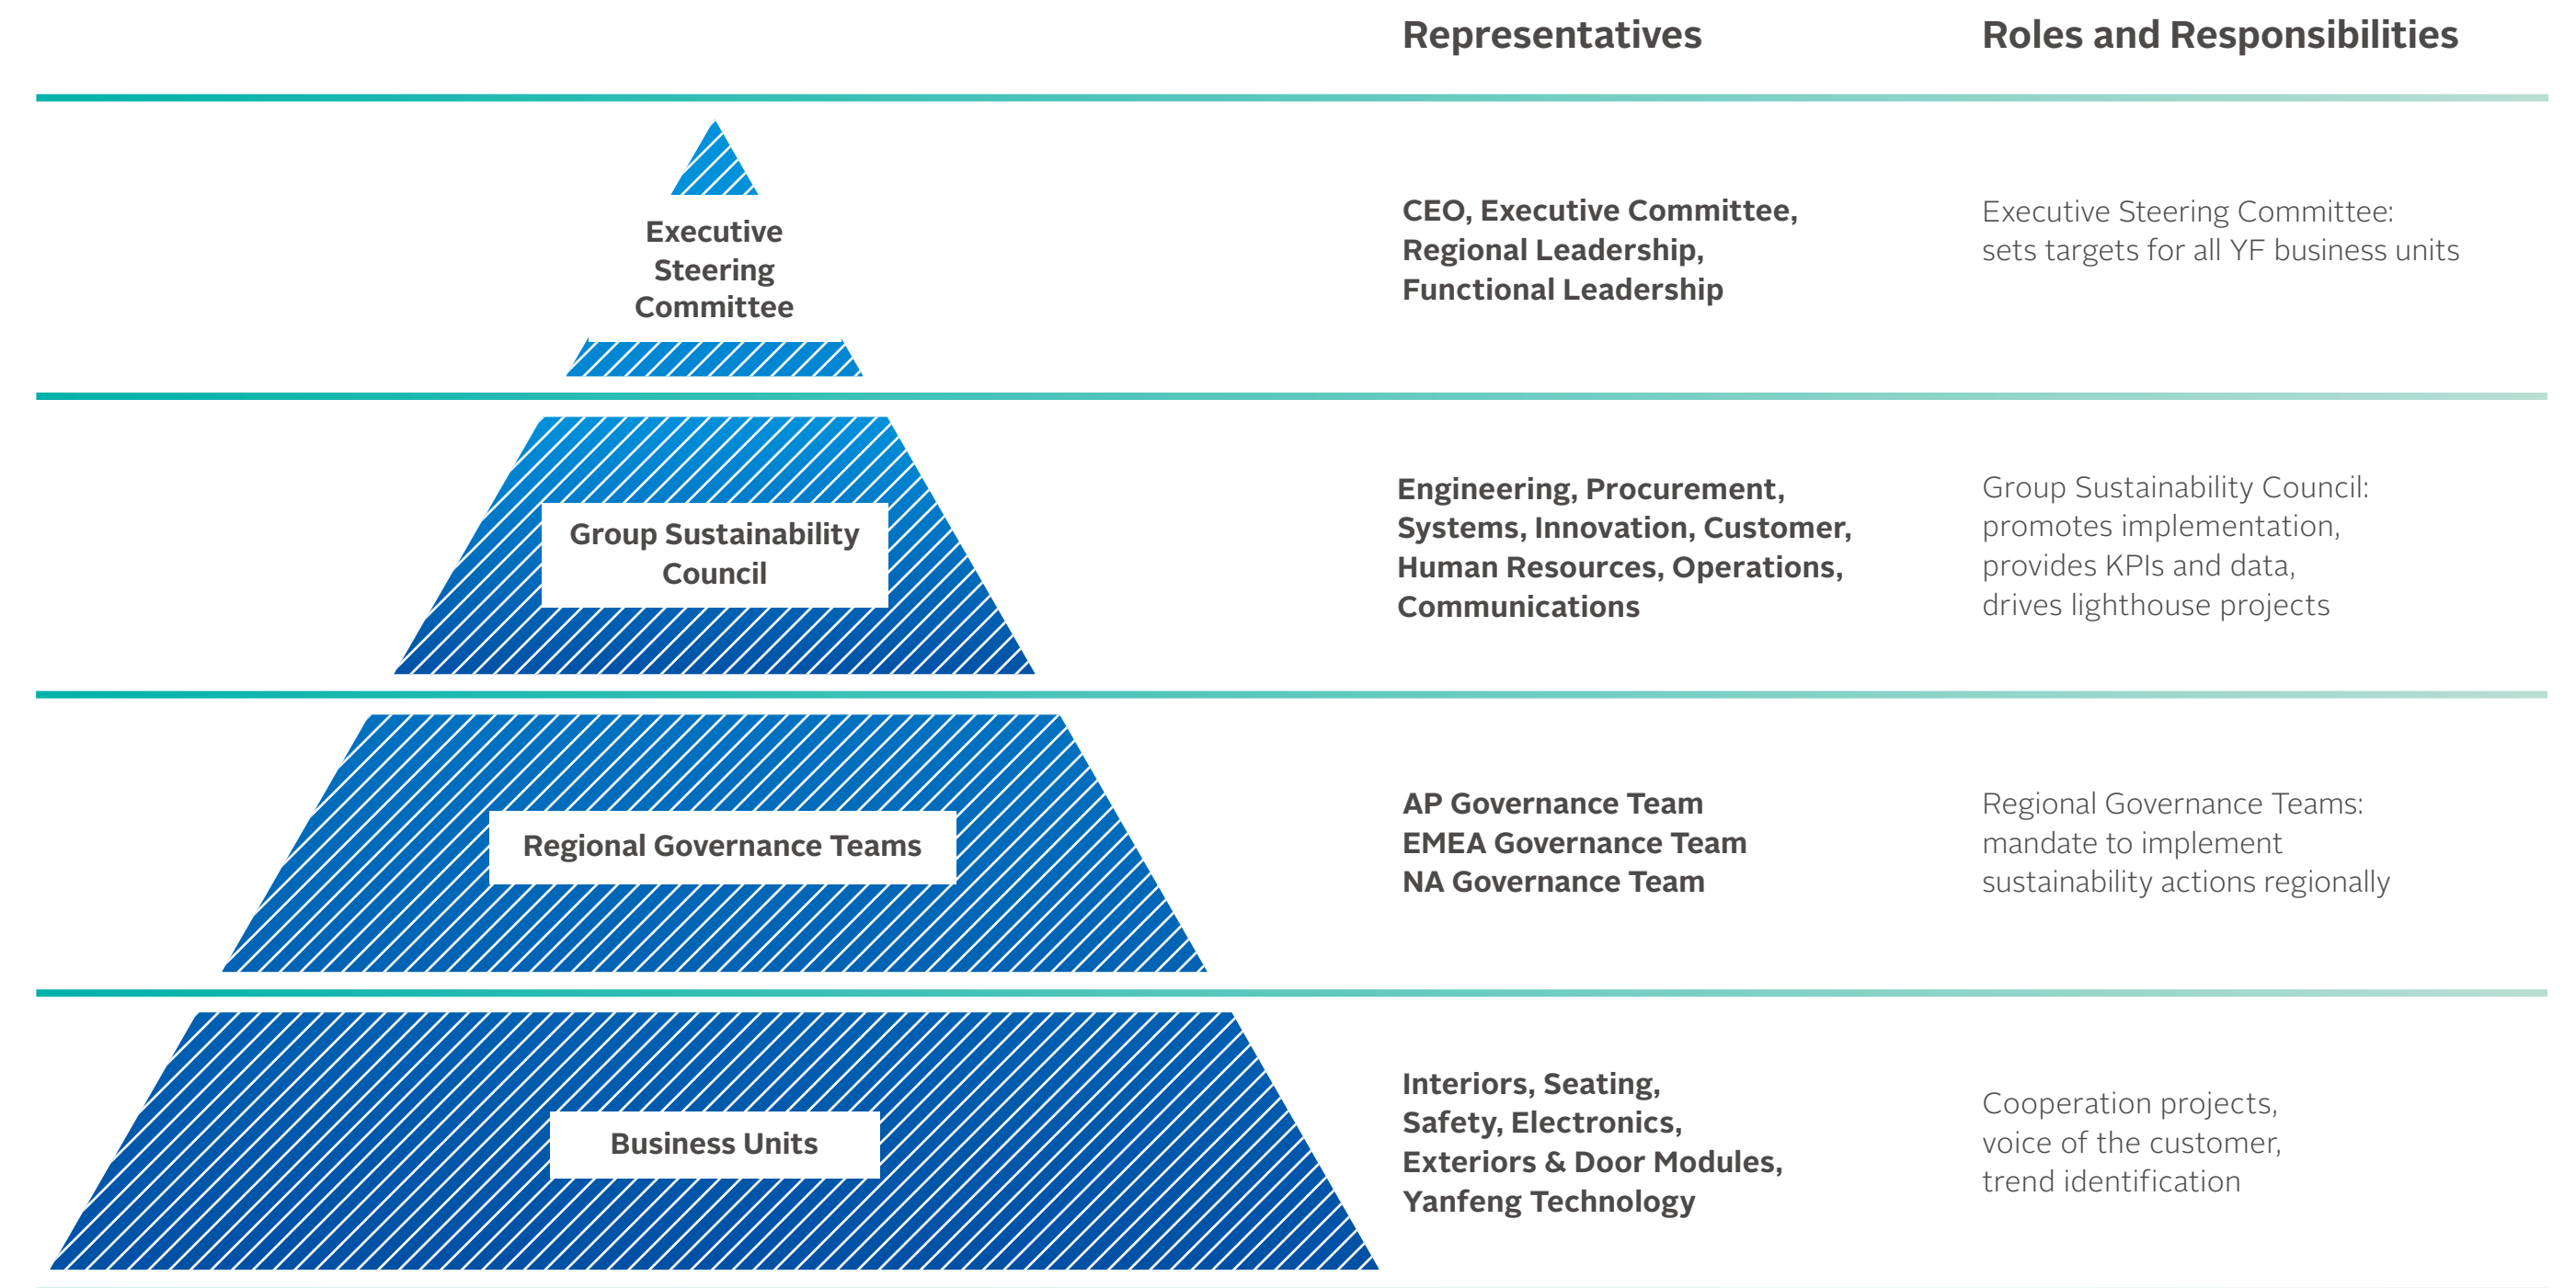 Representatives
Roles and Responsibilities
Executive
Steering
Committee
CEO, Executive Committee,
Regional Leadership,
Functional Leadership
Executive Steering Committee:
sets targets for all YF business units
Group Sustainability
Council
Engineering, Procurement,
Systems, Innovation, Customer,
Human Resources, Operations,
Communications
Group Sustainability Council:
promotes implementation,
provides KPIs and data,
drives lighthouse projects
Regional Governance Teams
AP Governance Team
EMEA Governance Team
NA Governance Team
Regional Governance Teams:
mandate to implement
sustainability actions regionally
Business Units
Interiors, Seating,
Safety, Electronics,
Exteriors & Door Modules,
Yanfeng Technology
Cooperation projects,
voice of the customer,
trend identification